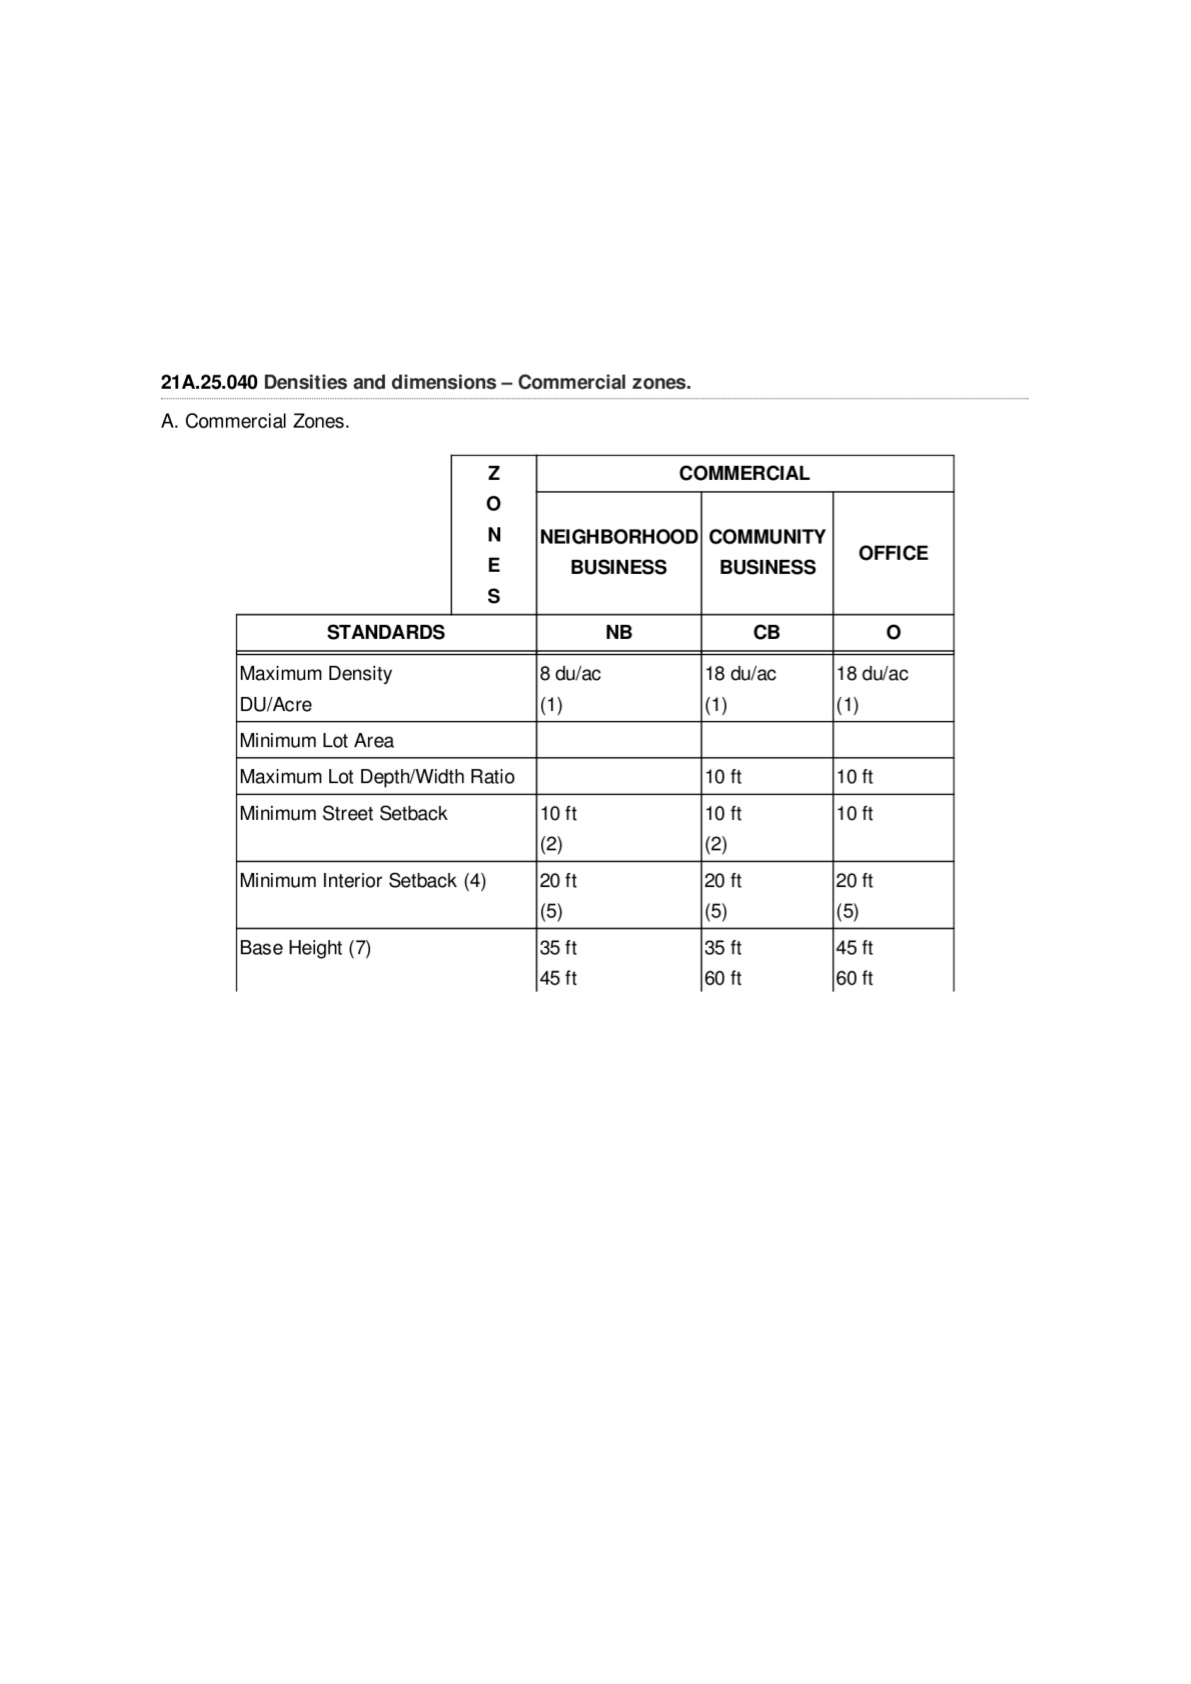 21A.25.040 Densities and dimensions – Commercial zones.
A. Commercial Zones.
Z
O
N
E
S
COMMERCIAL
NEIGHBORHOOD
BUSINESS
COMMUNITY
BUSINESS
OFFICE
STANDARDS NB CB O
Maximum Density 8 du/ac 18 du/ac 18 du/ac
DU/Acre (1) (1) (1)
Minimum Lot Area
Maximum Lot Depth/Width Ratio 10 ft 10 ft
Minimum Street Setback 10 ft 10 ft 10 ft
(2) (2)
Minimum Interior Setback (4) 20 ft 20 ft 20 ft
(5) (5) (5)
Base Height (7) 35 ft 35 ft 45 ft
45 ft 60 ft 60 ft